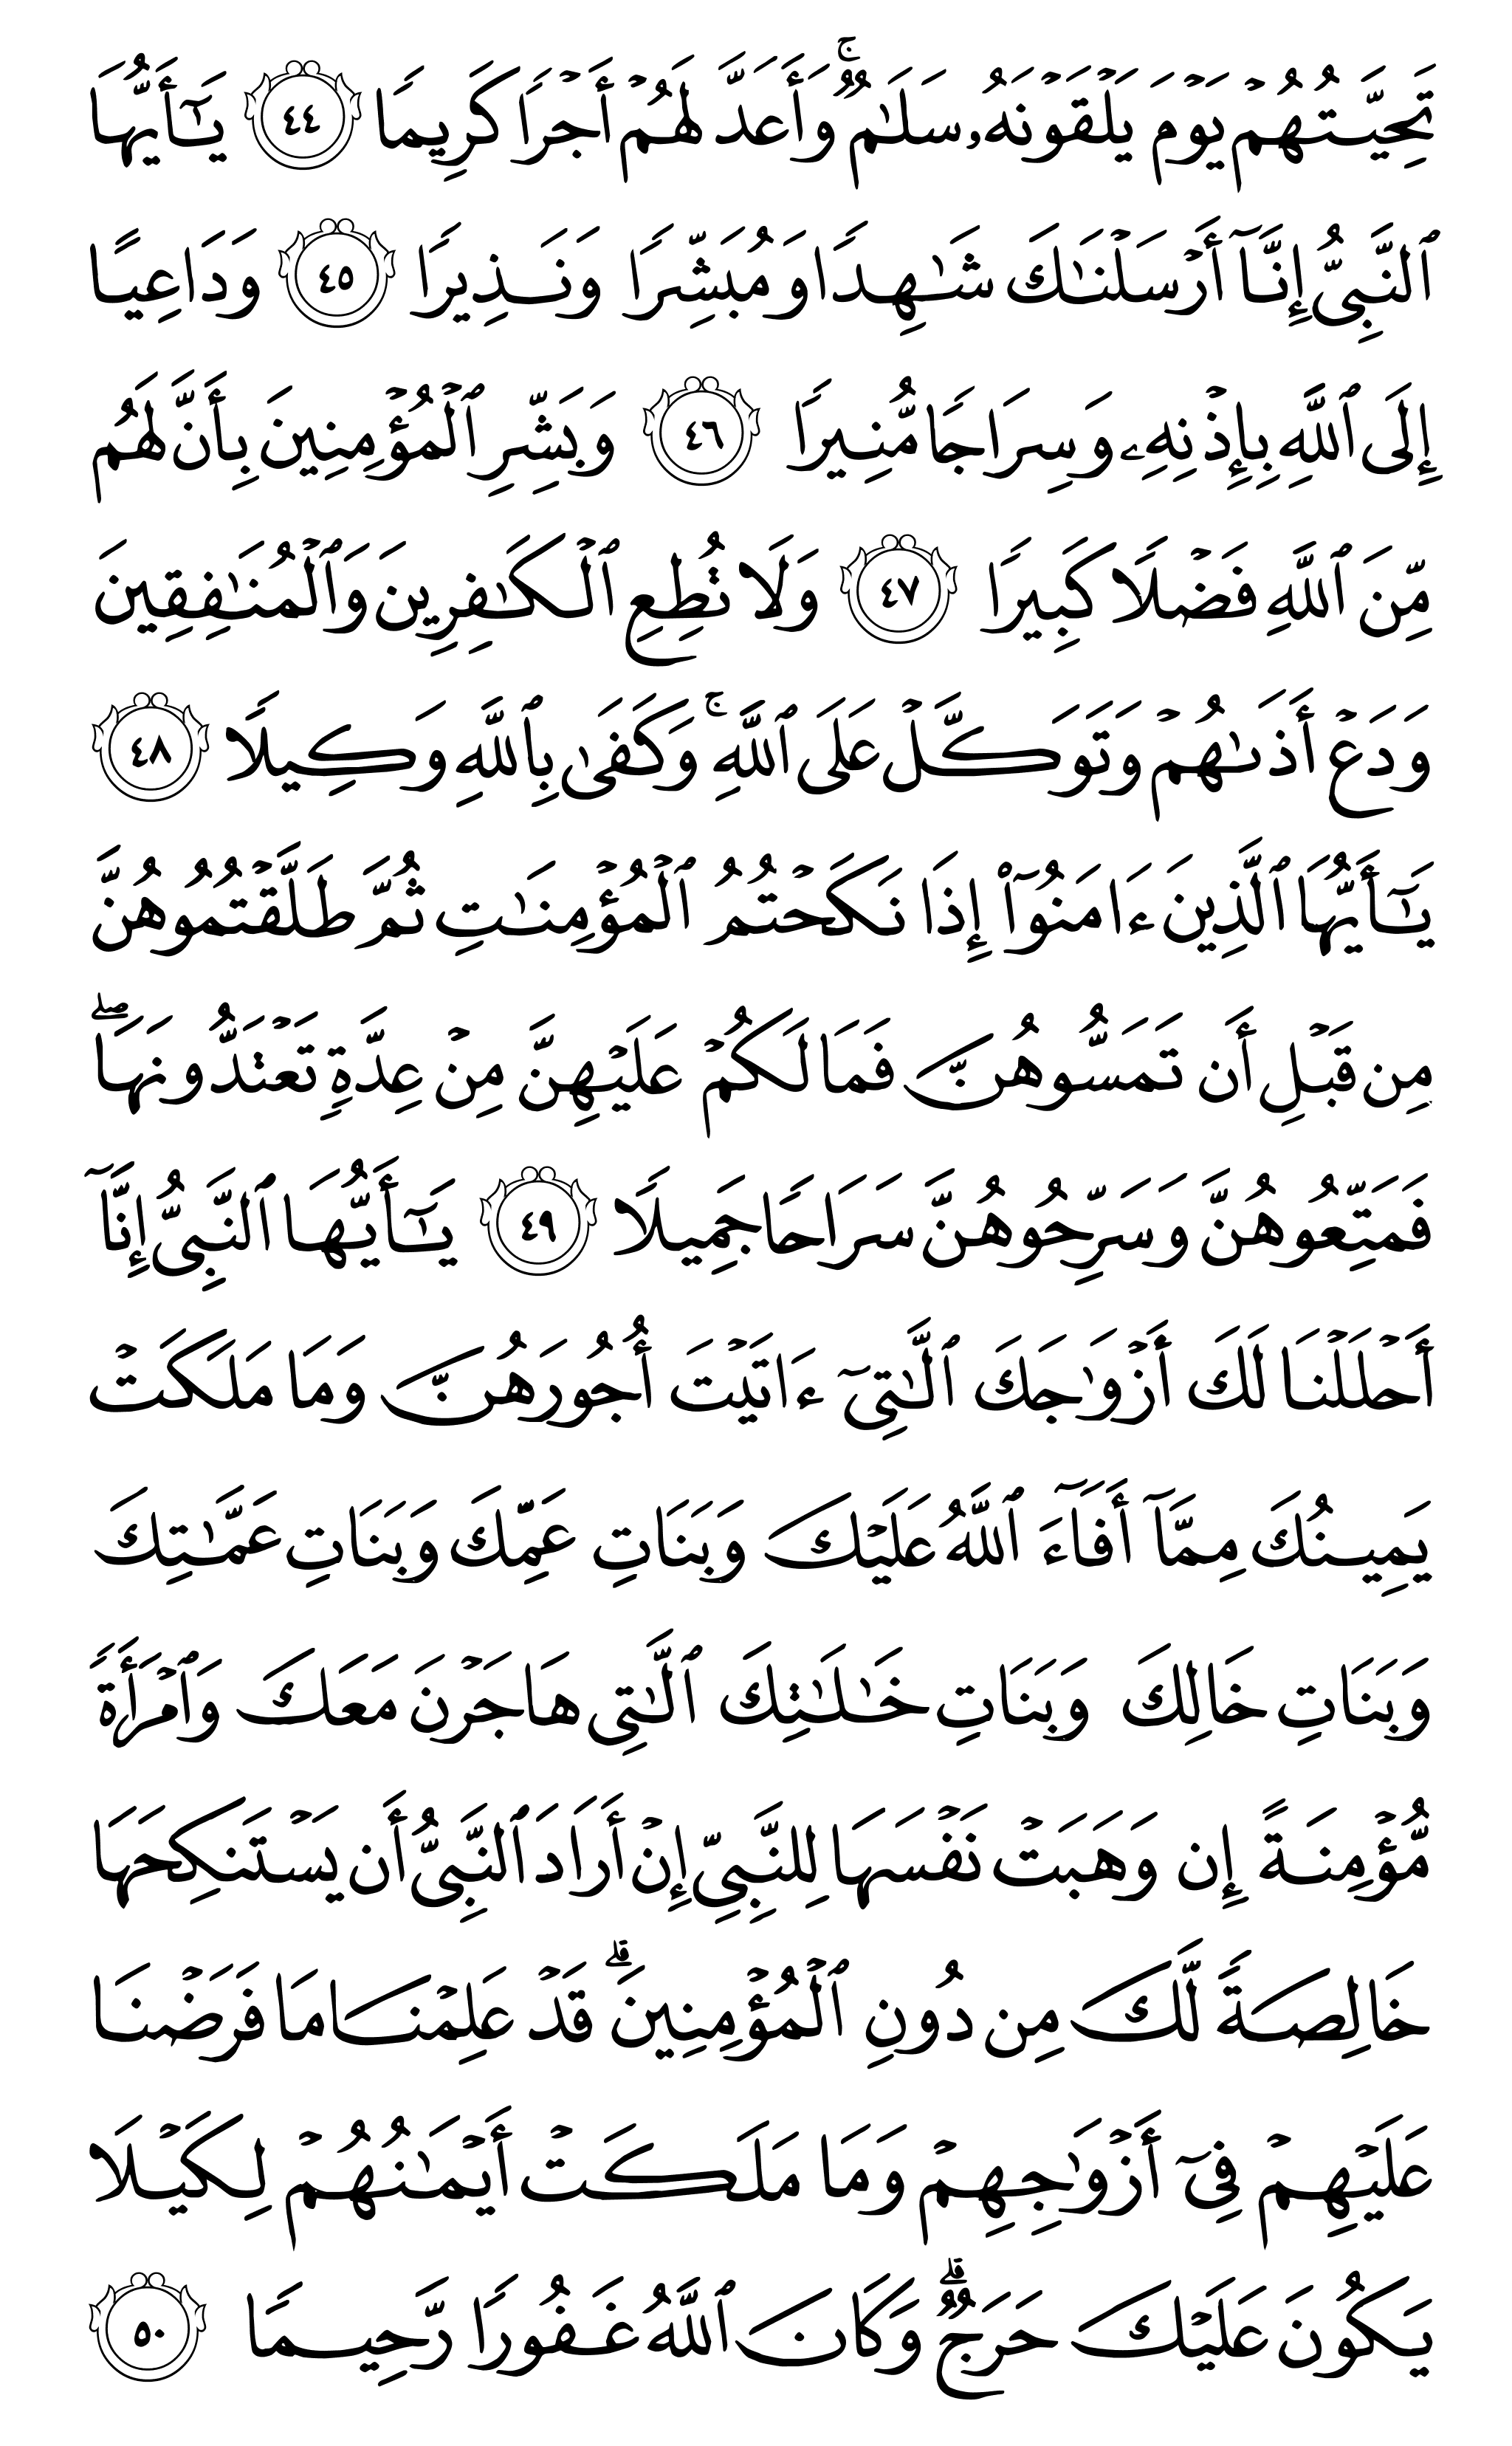 تَحِيَّتُهُمْ يَوْمَ يَلْقَوْنَهُۥ سَلَٰمٌۚ وَأَعَدَّ لَهُمْ أَجْرًا كَرِيمًا ٤٤ يَٰٓأَيُّهَا
ٱلنَّبِىُّ إِنَّآ أَرْسَلْنَٰكَ شَٰهِدًا وَمُبَشِّرًا وَنَذِيرًا ٤٥ وَدَاعِيًا
إِلَى ٱللَّهِ بِإِذْنِهِۦ وَسِرَاجًا مُّنِيرًا ٤٦ وَبَشِّرِ ٱلْمُؤْمِنِينَ بِأَنَّ لَهُم
مِّنَ ٱللَّهِ فَضْلًا كَبِيرًا ٤٧ وَلَا تُطِعِ ٱلْكَٰفِرِينَ وَٱلْمُنَٰفِقِينَ
وَدَعْ أَذَىٰهُمْ وَتَوَكَّلْ عَلَى ٱللَّهِۚ وَكَفَىٰ بِٱللَّهِ وَكِيلًا ٤٨
يَٰٓأَيُّهَا ٱلَّذِينَ ءَامَنُوٓا۟ إِذَا نَكَحْتُمُ ٱلْمُؤْمِنَٰتِ ثُمَّ طَلَّقْتُمُوهُنَّ
مِن قَبْلِ أَن تَمَسُّوهُنَّ فَمَا لَكُمْ عَلَيْهِنَّ مِنْ عِدَّةٍ تَعْتَدُّونَهَاۖ
فَمَتِّعُوهُنَّ وَسَرِّحُوهُنَّ سَرَاحًا جَمِيلًا ٤٩ يَٰٓأَيُّهَا ٱلنَّبِىُّ إِنَّآ
أَحْلَلْنَا لَكَ أَزْوَٰجَكَ ٱلَّٰتِىٓ ءَاتَيْتَ أُجُورَهُنَّ وَمَا مَلَكَتْ
يَمِينُكَ مِمَّآ أَفَآءَ ٱللَّهُ عَلَيْكَ وَبَنَاتِ عَمِّكَ وَبَنَاتِ عَمَّٰتِكَ
وَبَنَاتِ خَالِكَ وَبَنَاتِ خَٰلَٰتِكَ ٱلَّٰتِى هَاجَرْنَ مَعَكَ وَٱمْرَأَةً
مُّؤْمِنَةً إِن وَهَبَتْ نَفْسَهَا لِلنَّبِىِّ إِنْ أَرَادَ ٱلنَّبِىُّ أَن يَسْتَنكِحَهَا
خَالِصَةً لَّكَ مِن دُونِ ٱلْمُؤْمِنِينَۗ قَدْ عَلِمْنَا مَا فَرَضْنَا
عَلَيْهِمْ فِىٓ أَزْوَٰجِهِمْ وَمَا مَلَكَتْ أَيْمَٰنُهُمْ لِكَيْلَا
يَكُونَ عَلَيْكَ حَرَجٌۗ وَكَانَ ٱللَّهُ غَفُورًا رَّحِيمًا ٥٠